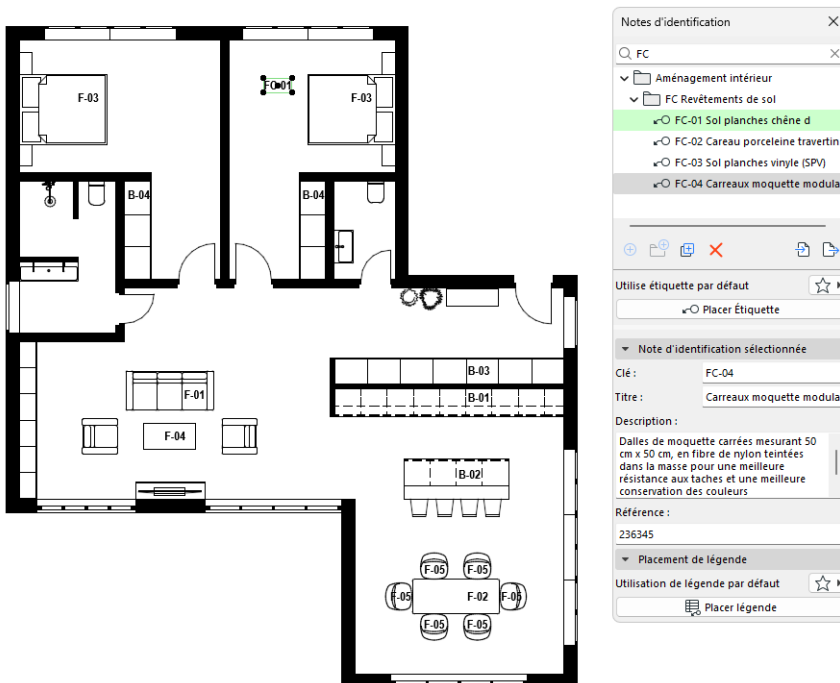 Notes d'identification
FC
Aménagement intérieur
FC Revêtements de sol
FC-01 Sol planches chêne d
FC-02 Careau porceleine travertin
FC-03 Sol planches vinyle (SPV)
FC-04 Carreaux moquette modula
Utilise étiquette par défaut
Placer Étiquette
Note d'identification sélectionnée
Clé :
FC-04
Titre :
Carreaux moquette modula
Description :
Dalles de moquette carrées mesurant 50
cm x 50 cm, en fibre de nylon teintées
dans la masse pour une meilleure
résistance aux taches et une meilleure
conservation des couleurs
Référence :
236345
Placement de légende
Utilisation de légende par défaut
Placer légende
F-03
FC-01
F-03
B-04
B-04
B-03
B-01
F-01
F-04
B-02
F-05
F-05
F-05
F-02
F-05
F-05
F-05